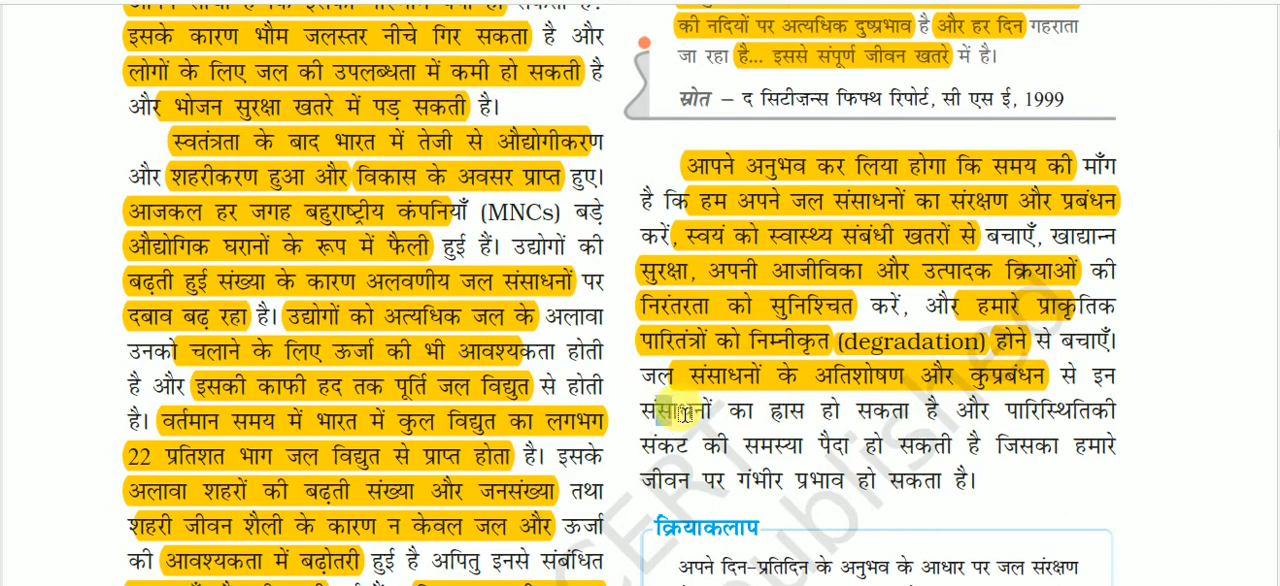 इसके कारण भौम जलस्तर नीचे गिर सकता है और
लोगों के लिए जल की उपलब्धता में कमी हो सकती है
और भोजन सुरक्षा खतरे में पड़ सकती है।
स्वतंत्रता के बाद भारत में तेजी से औद्योगीकरण
और शहरीकरण हुआ और विकास के अवसर प्राप्त हुए।
आजकल हर जगह बहुराष्ट्रीय कंपनियाँ (MNCs) बड़े
औद्योगिक घरानों के रूप में फैली हुई हैं। उद्योगों की
बढ़ती हुई संख्या के कारण अलवणीय जल संसाधनों पर
दबाव बढ़ रहा है। उद्योगों को अत्यधिक जल के अलावा
उनको चलाने के लिए ऊर्जा की भी आवश्यकता होती
है और इसकी काफी हद तक पूर्ति जल विद्युत से होती
है। वर्तमान समय में भारत में कुल विद्युत का लगभग
22 प्रतिशत भाग जल विद्युत से प्राप्त होता है। इसके
अलावा शहरों की बढ़ती संख्या और जनसंख्या तथा
शहरी जीवन शैली के कारण न केवल जल और ऊर्जा
की आवश्यकता में बढ़ोतरी हुई है अपितु इनसे संबंधित
की नदियों पर अत्यधिक दुष्प्रभाव है और हर दिन गहराता
जा रहा है... इससे संपूर्ण जीवन खतरे में है।
स्रोत – द सिटीजन्स फिफ्थ रिपोर्ट, सी एस ई, 1999
आपने अनुभव कर लिया होगा कि समय की माँग
है कि हम अपने जल संसाधनों का संरक्षण और प्रबंधन
करें, स्वयं को स्वास्थ्य संबंधी खतरों से बचाएँ, खाद्यान्न
सुरक्षा, अपनी आजीविका और उत्पादक क्रियाओं की
निरंतरता को सुनिश्चित करें, और हमारे प्राकृतिक
पारितंत्रों को निम्नीकृत (degradation) होने से बचाएँ।
जल संसाधनों के अतिशोषण और कुप्रबंधन से इन
संसाधनों का ह्रास हो सकता है और पारिस्थितिकी
संकट की समस्या पैदा हो सकती है जिसका हमारे
जीवन पर गंभीर प्रभाव हो सकता है।
क्रियाकलाप
अपने दिन-प्रतिदिन के अनुभव के आधार पर जल संरक्षण